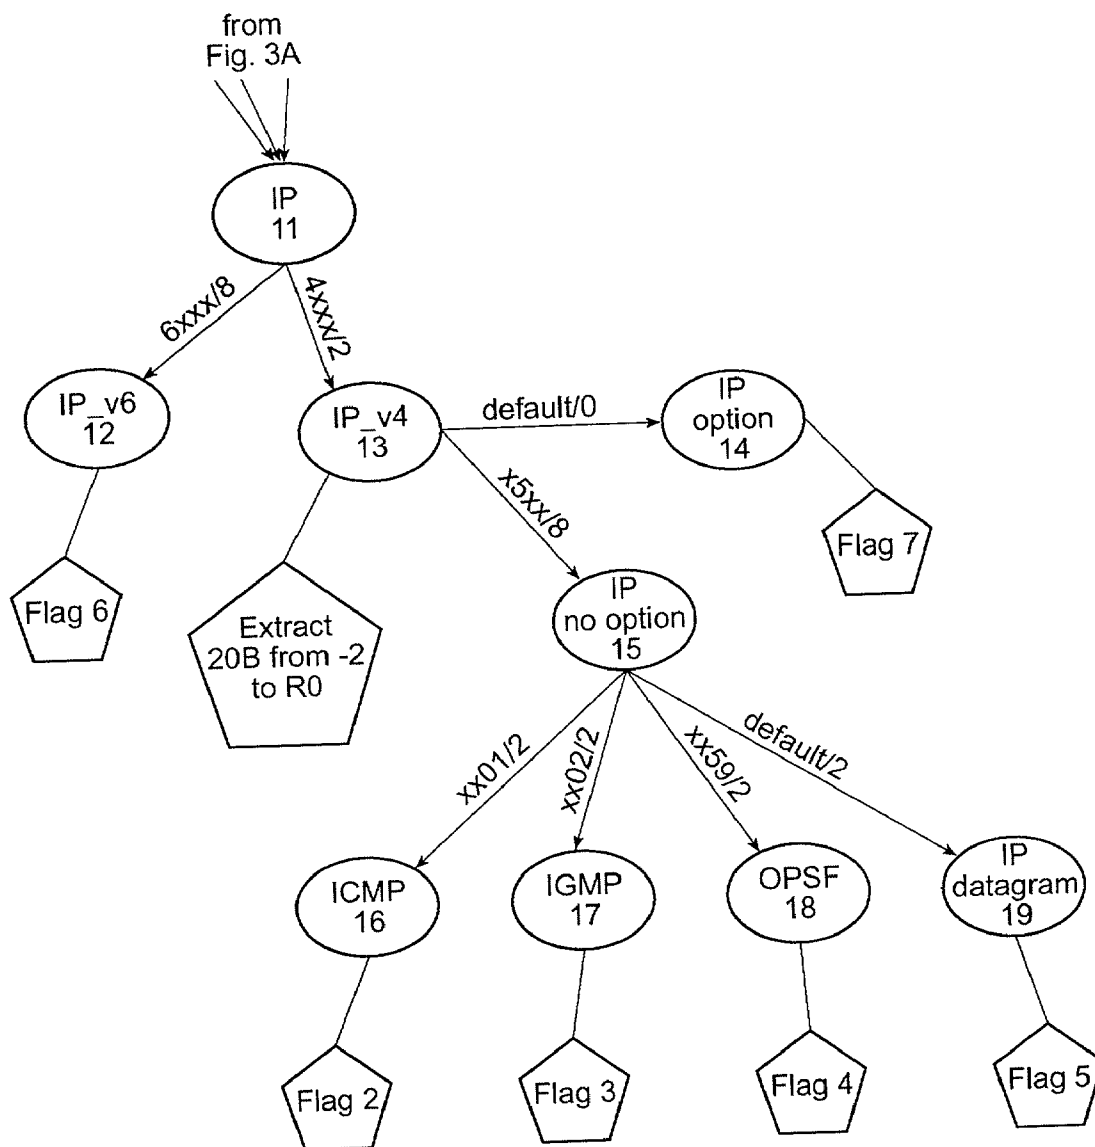 from
Fig. 3A
IP
11
6xxx/8
4xxx/2
IP_v6
12
IP_v4
13
default/0
IP
option
14
x5xx/8
Flag 6
Extract
20B from -2
to R0
Flag 7
IP
no option
15
xx01/2
xx02/2
xx59/2
default/2
ICMP
16
IGMP
17
OPSF
18
IP
datagram
19
Flag 2
Flag 3
Flag 4
Flag 5